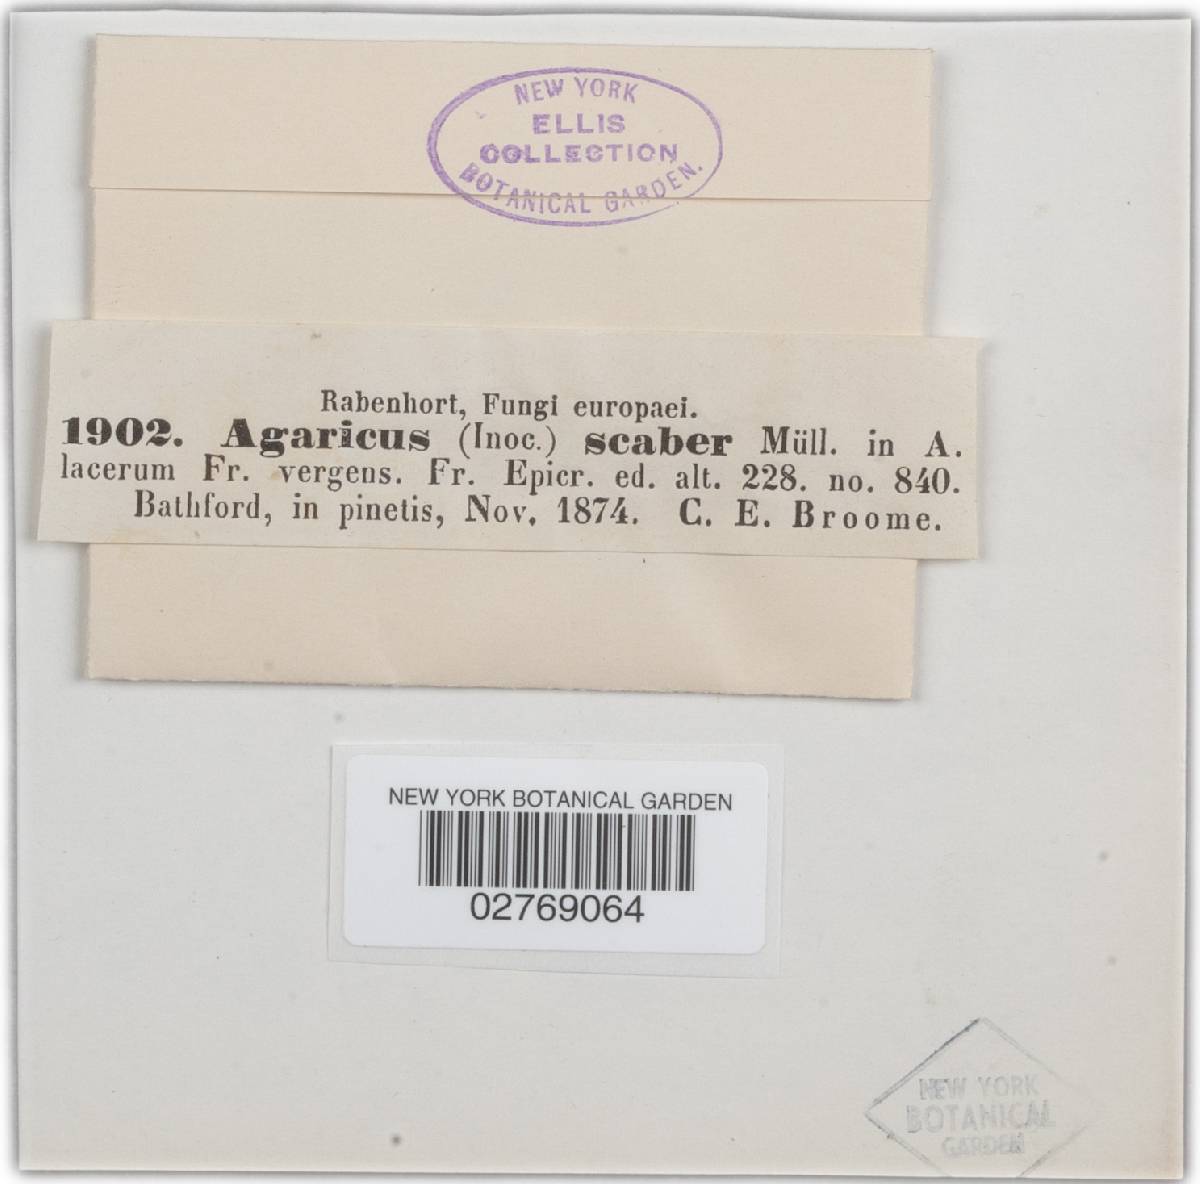 NEW YORK
ELLIS
COLLECTION
BOTANICAL GARDEN.
Rabenhort, Fungi europaei.
1902. Agaricus (Inoc.) scaber Müll. in A.
lacerum Fr. vergens. Fr. Epicr. ed. alt. 228. no. 840.
Bathford, in pinetis, Nov. 1874. C. E. Broome.
NEW YORK BOTANICAL GARDEN
02769064
NEW YORK
BOTANICAL
GARDEN